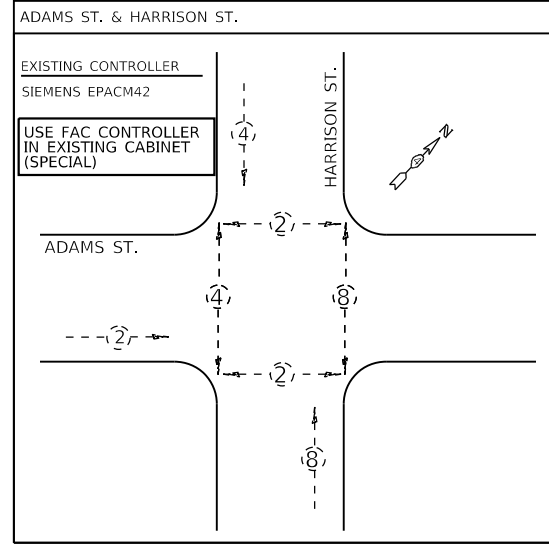 ADAMS ST. & HARRISON ST.
EXISTING CONTROLLER
SIEMENS EPACM42
USE FAC CONTROLLER
IN EXISTING CABINET
(SPECIAL)
HARRISON ST.
N
4
2
ADAMS ST.
4
8
2
2
8